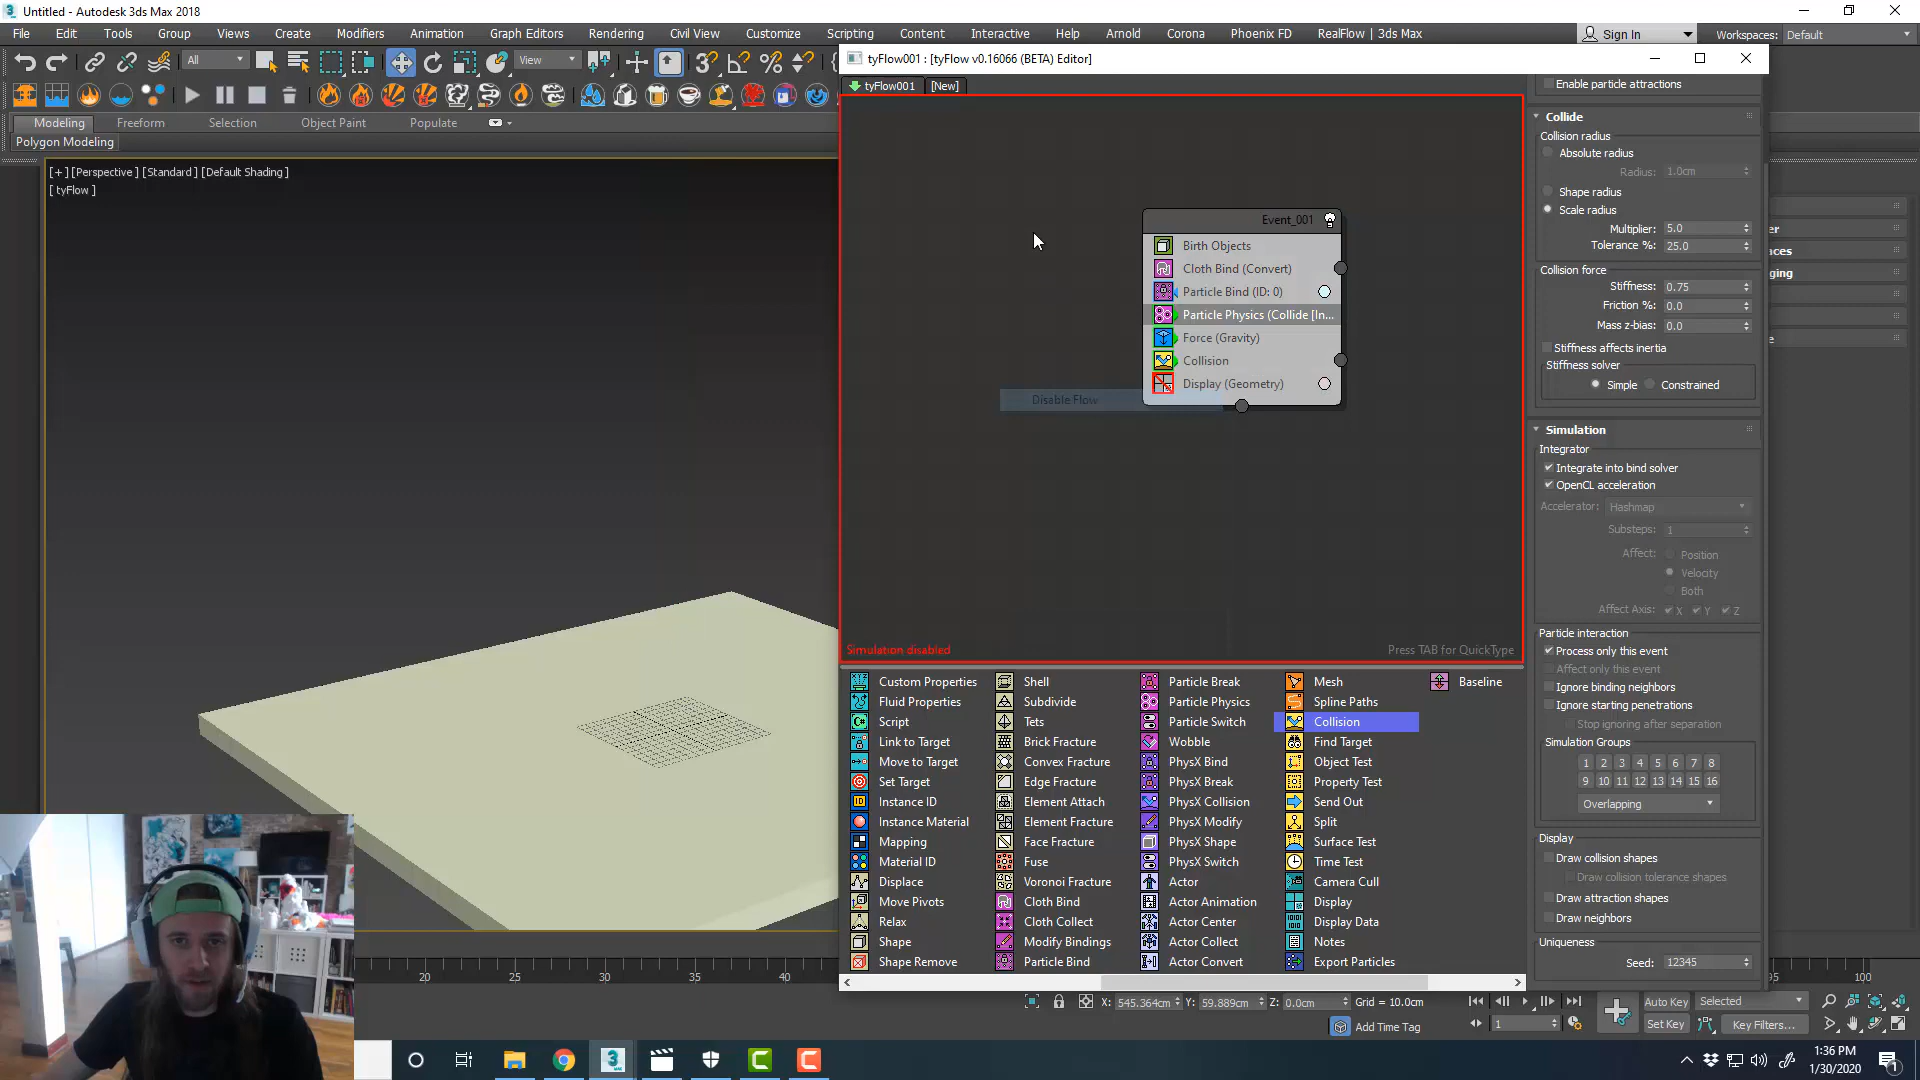 Untitled - Autodesk 3ds Max 2018
File Edit Tools Group Views Create Modifiers Animation Graph Editors Rendering Civil View Customize Scripting Content Interactive Help Arnold Corona Phoenix FD RealFlow | 3ds Max
Sign In
Workspaces: Default
All
View
Modeling Freeform Selection Object Paint Populate
Polygon Modeling
[+] [Perspective] [Standard] [Default Shading]
[ tyFlow ]
tyFlow001 : [tyFlow v0.16066 (BETA) Editor]
tyFlow001 [New]
Event_001
Birth Objects
Cloth Bind (Convert)
Particle Bind (ID: 0)
Particle Physics (Collide [In...
Force (Gravity)
Collision
Display (Geometry)
Disable Flow
Simulation disabled
Press TAB for QuickType
Custom Properties Shell Particle Break Mesh Baseline
Fluid Properties Subdivide Particle Physics Spline Paths
Script Tets Particle Switch Collision
Link to Target Brick Fracture Wobble Find Target
Move to Target Convex Fracture PhysX Bind Object Test
Set Target Edge Fracture PhysX Break Property Test
Instance ID Element Attach PhysX Collision Send Out
Instance Material Element Fracture PhysX Modify Split
Mapping Face Fracture PhysX Shape Surface Test
Material ID Fuse PhysX Switch Time Test
Displace Voronoi Fracture Actor Camera Cull
Move Pivots Cloth Bind Actor Animation Display
Relax Cloth Collect Actor Center Display Data
Shape Modify Bindings Actor Collect Notes
Shape Remove Particle Bind Actor Convert Export Particles
Enable particle attractions
Collide
Collision radius
Absolute radius
Radius: 1.0cm
Shape radius
Scale radius
Multiplier: 5.0
Tolerance %: 25.0
Collision force
Stiffness: 0.75
Friction %: 0.0
Mass z-bias: 0.0
Stiffness affects inertia
Stiffness solver
Simple Constrained
Simulation
Integrator
Integrate into bind solver
OpenCL acceleration
Accelerator: Hashmap
Substeps: 1
Affect: Position
Velocity
Both
Affect Axis: X Y Z
Particle interaction
Process only this event
Affect only this event
Ignore binding neighbors
Ignore starting penetrations
Stop ignoring after separation
Simulation Groups
1 2 3 4 5 6 7 8
9 10 11 12 13 14 15 16
Overlapping
Display
Draw collision shapes
Draw collision tolerance shapes
Draw attraction shapes
Draw neighbors
Uniqueness
Seed: 12345
20 25 30 35 40 95 100
X: 545.364cm Y: 59.889cm Z: 0.0cm Grid = 10.0cm
Add Time Tag
1
Auto Key Selected
Set Key Key Filters...
1:36 PM
1/30/2020
1